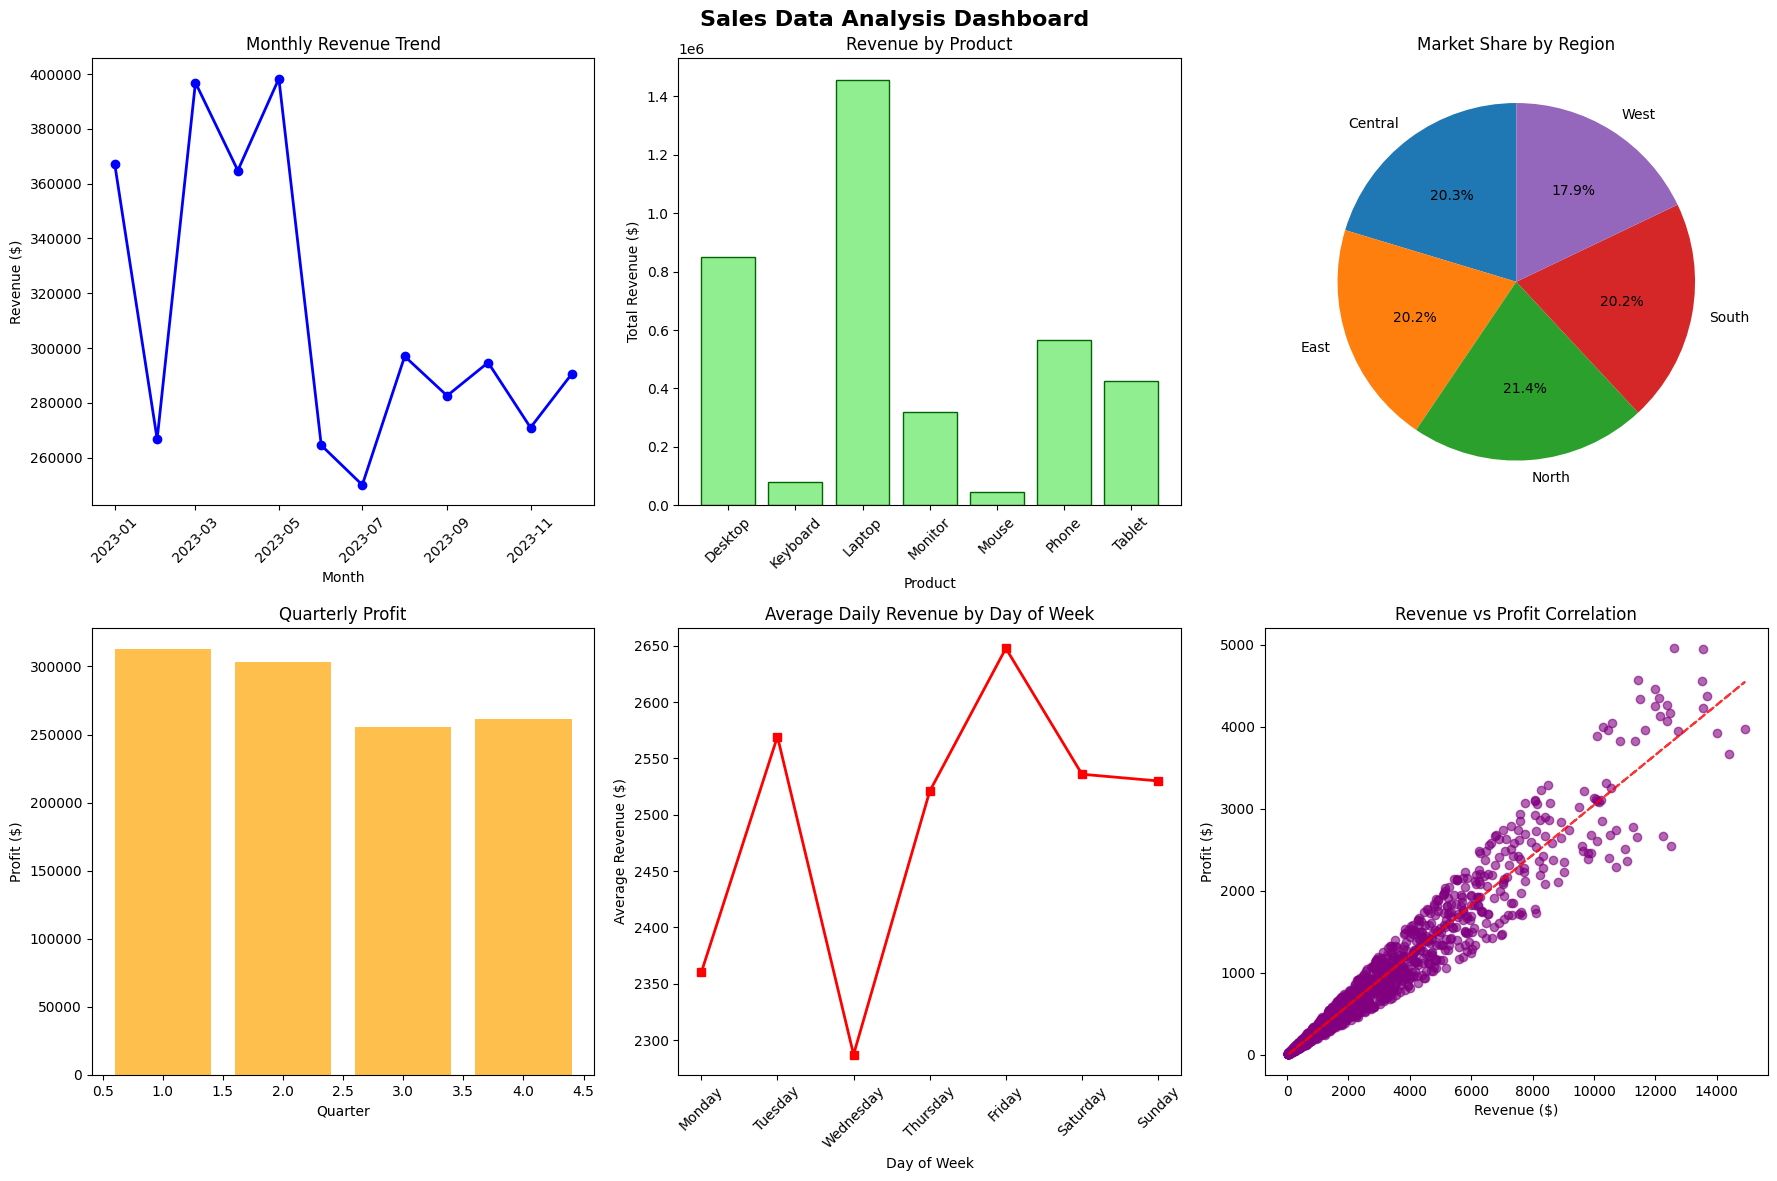 Sales Data Analysis Dashboard
Monthly Revenue Trend
400000
380000
360000
340000
320000
300000
280000
260000
Revenue ($)
2023-01
2023-03
2023-05
2023-07
2023-09
2023-11
Month
Revenue by Product
1e6
1.4
1.2
1.0
0.8
0.6
0.4
0.2
0.0
Total Revenue ($)
Desktop
Keyboard
Laptop
Monitor
Mouse
Phone
Tablet
Product
Market Share by Region
Central
West
20.3%
17.9%
20.2%
20.2%
South
East
21.4%
North
Quarterly Profit
300000
250000
200000
150000
100000
50000
0
Profit ($)
0.5
1.0
1.5
2.0
2.5
3.0
3.5
4.0
4.5
Quarter
Average Daily Revenue by Day of Week
2650
2600
2550
2500
2450
2400
2350
2300
Average Revenue ($)
Monday
Tuesday
Wednesday
Thursday
Friday
Saturday
Sunday
Day of Week
Revenue vs Profit Correlation
5000
4000
3000
2000
1000
0
Profit ($)
0
2000
4000
6000
8000
10000
12000
14000
Revenue ($)